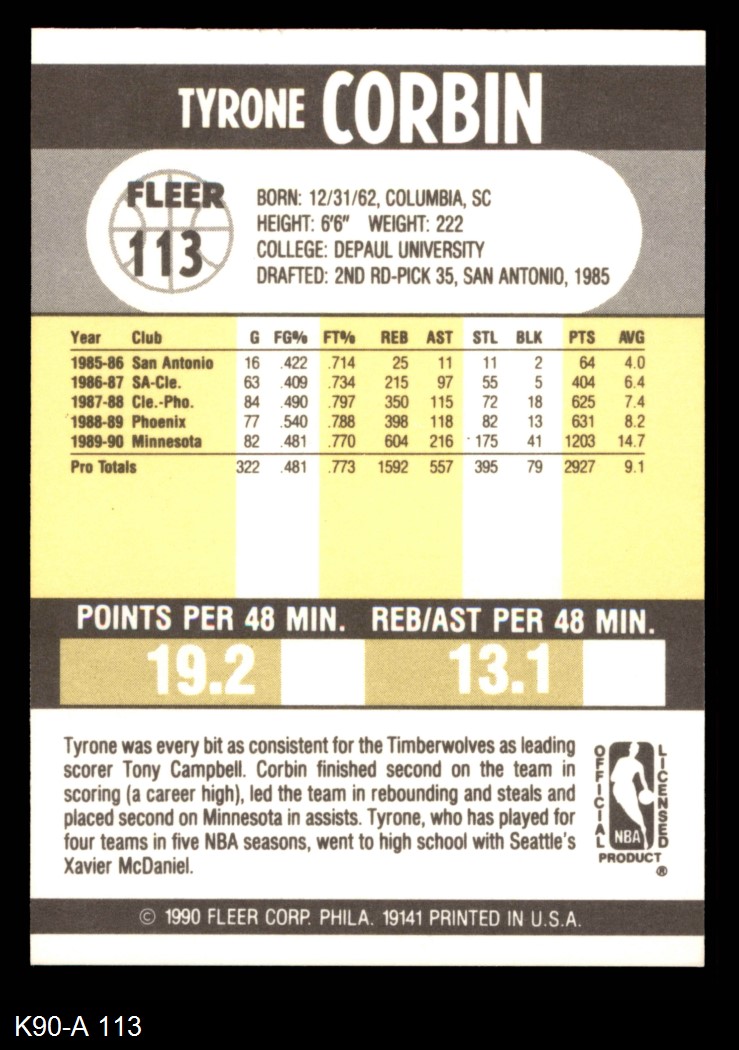 TYRONE CORBIN
FLEER
113
BORN: 12/31/62, COLUMBIA, SC
HEIGHT: 6'6" WEIGHT: 222
COLLEGE: DEPAUL UNIVERSITY
DRAFTED: 2ND RD-PICK 35, SAN ANTONIO, 1985
Year Club G FG% FT% REB AST STL BLK PTS AVG
1985-86 San Antonio 16 .422 .714 25 11 11 2 64 4.0
1986-87 SA-Cle. 63 .409 .734 215 97 55 5 404 6.4
1987-88 Cle.-Pho. 84 .490 .797 350 115 72 18 625 7.4
1988-89 Phoenix 77 .540 .788 398 118 82 13 631 8.2
1989-90 Minnesota 82 .481 .770 604 216 175 41 1203 14.7
Pro Totals 322 .481 .773 1592 557 395 79 2927 9.1
POINTS PER 48 MIN. REB/AST PER 48 MIN.
19.2 13.1
Tyrone was every bit as consistent for the Timberwolves as leading
scorer Tony Campbell. Corbin finished second on the team in
scoring (a career high), led the team in rebounding and steals and
placed second on Minnesota in assists. Tyrone, who has played for
four teams in five NBA seasons, went to high school with Seattle's
Xavier McDaniel.
OFFICIAL
LICENSED
NBA
PRODUCT
®
© 1990 FLEER CORP. PHILA. 19141 PRINTED IN U.S.A.
K90-A 113